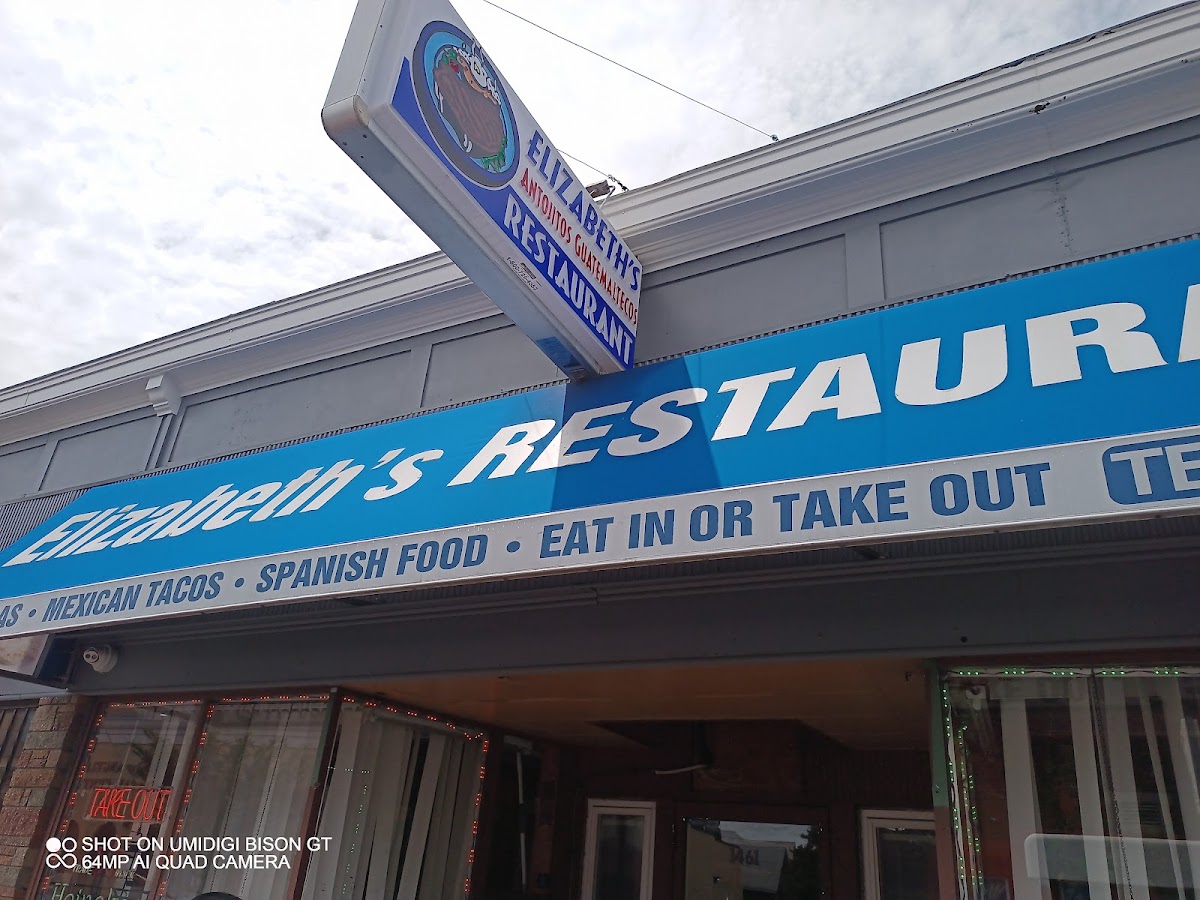 ELIZABETH'S
ANTOJITOS GUATEMALTECOS
RESTAURANT
Elizabeth's RESTAURA
AS • MEXICAN TACOS • SPANISH FOOD • EAT IN OR TAKE OUT TE
TAKE OUT
1461
SHOT ON UMIDIGI BISON GT
64MP AI QUAD CAMERA